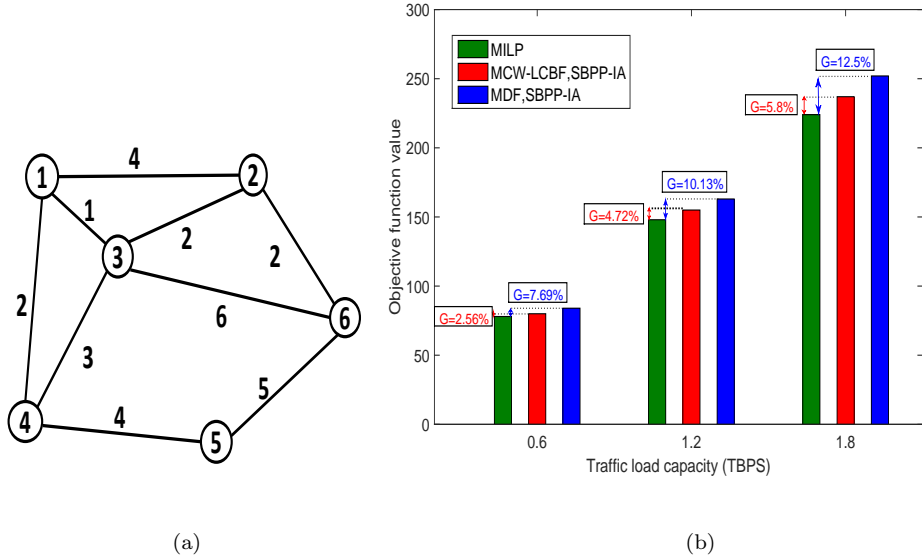 1
4
2
1
3
2
2
2
6
6
3
5
4
4
5
(a)
300
250
200
150
100
50
0
Objective function value
MILP
MCW-LCBF,SBPP-IA
MDF,SBPP-IA
G=2.56%
G=7.69%
G=4.72%
G=10.13%
G=5.8%
G=12.5%
0.6
1.2
1.8
Traffic load capacity (TBPS)
(b)